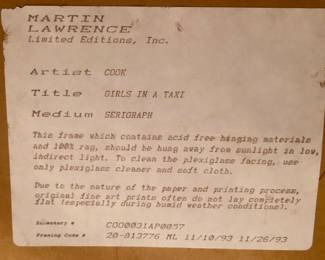 MARTIN
LAWRENCE
Limited Editions, Inc.
Artist COOK
Title GIRLS IN A TAXI
Medium SERIGRAPH
This frame which contains acid free hinging materials
and 100% rag, should be hung away from sunlight in low,
indirect light. To clean the plexiglass facing, use
only plexiglass cleaner and soft cloth.
Due to the nature of the paper and printing process,
original fine art prints often do not lay completely
flat (especially during humid weather conditions).
Inventory # COO0031AP0057
Framing Code # 20-813776 ML 11/10/93 11/26/93